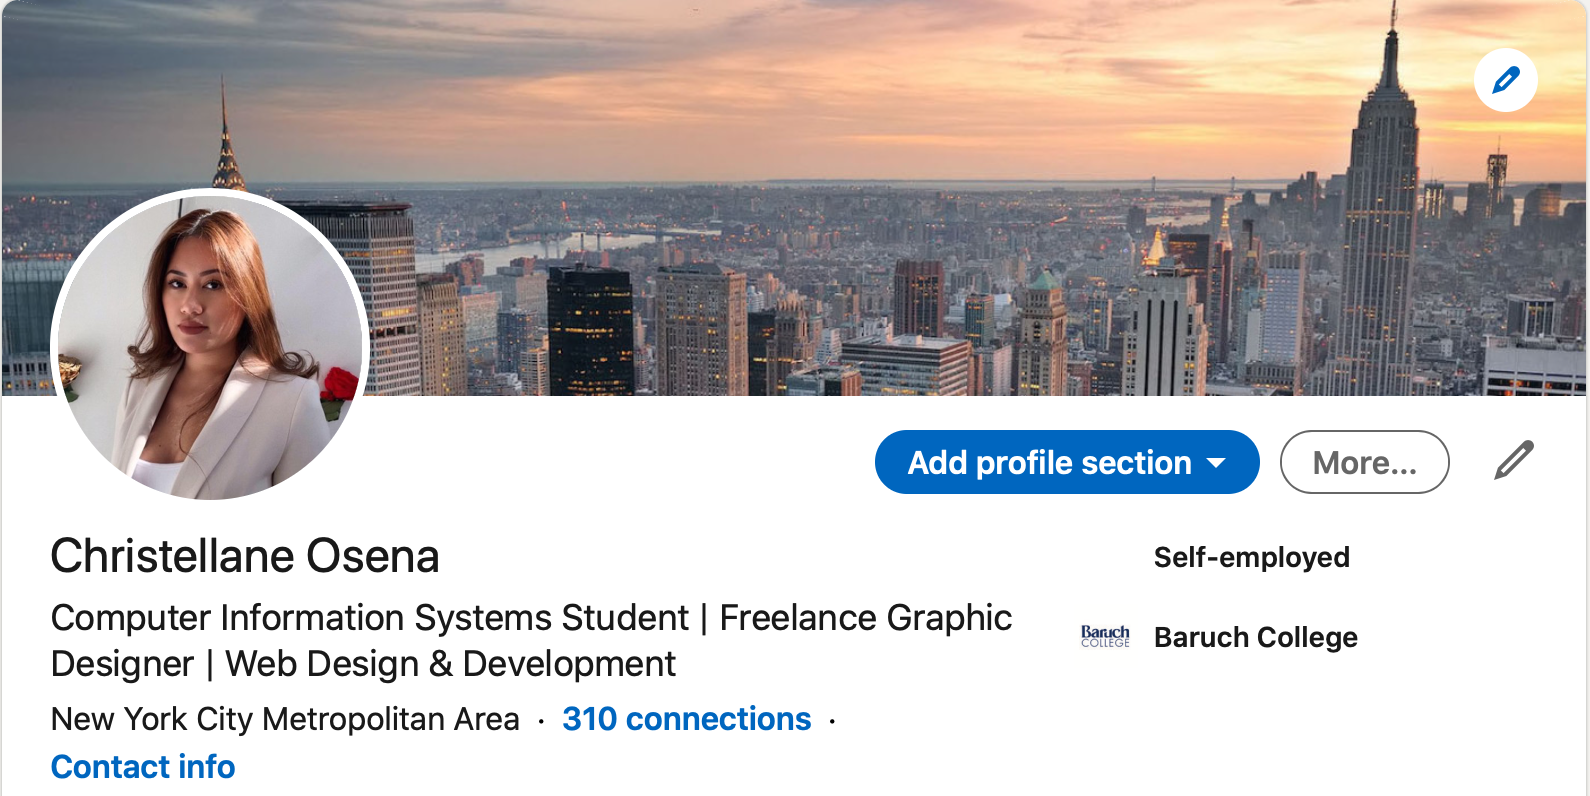 Add profile section
More...
Christellane Osena
Self-employed
Computer Information Systems Student | Freelance Graphic
Designer | Web Design & Development
Baruch
COLLEGE
Baruch College
New York City Metropolitan Area · 310 connections ·
Contact info